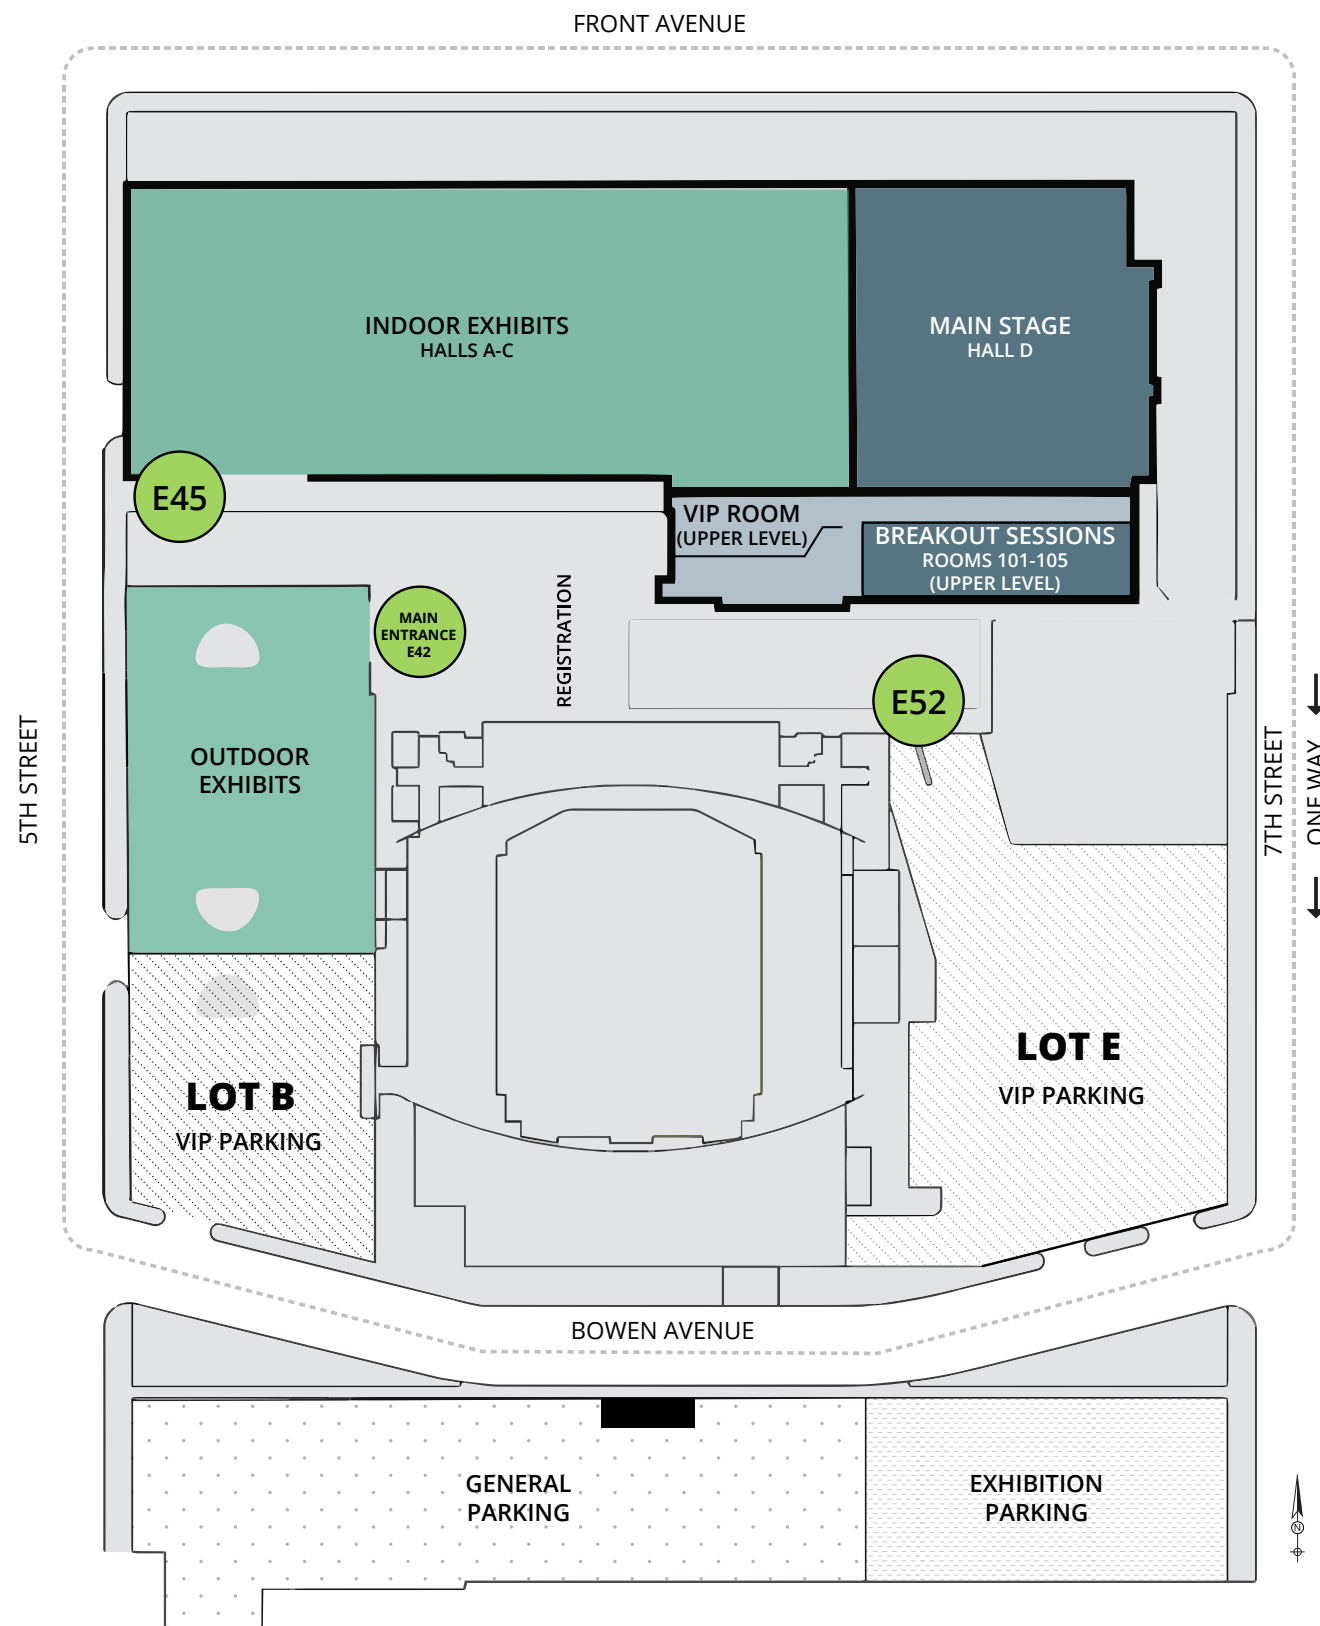 FRONT AVENUE
INDOOR EXHIBITS
HALLS A-C
MAIN STAGE
HALL D
E45
VIP ROOM
(UPPER LEVEL)
BREAKOUT SESSIONS
ROOMS 101-105
(UPPER LEVEL)
MAIN
ENTRANCE
E42
REGISTRATION
E52
5TH STREET
OUTDOOR
EXHIBITS
7TH STREET
ONE WAY
LOT E
VIP PARKING
LOT B
VIP PARKING
BOWEN AVENUE
GENERAL
PARKING
EXHIBITION
PARKING
N